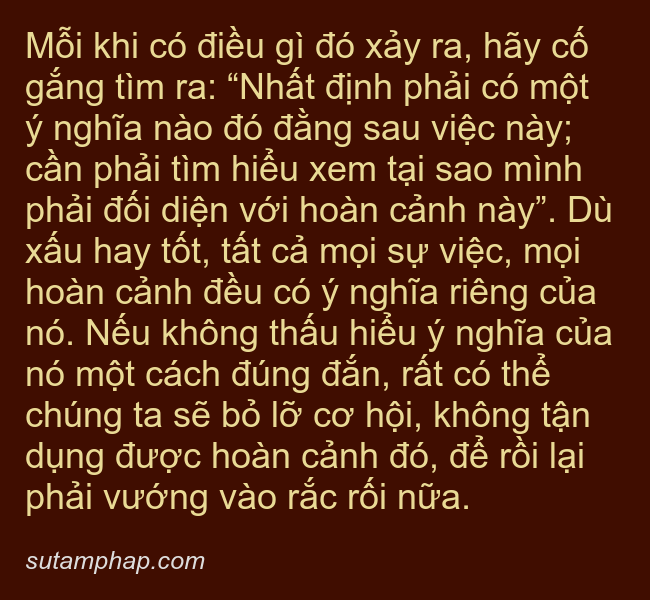 Mỗi khi có điều gì đó xảy ra, hãy cố
gắng tìm ra: “Nhất định phải có một
ý nghĩa nào đó đằng sau việc này;
cần phải tìm hiểu xem tại sao mình
phải đối diện với hoàn cảnh này”. Dù
xấu hay tốt, tất cả mọi sự việc, mọi
hoàn cảnh đều có ý nghĩa riêng của
nó. Nếu không thấu hiểu ý nghĩa của
nó một cách đúng đắn, rất có thể
chúng ta sẽ bỏ lỡ cơ hội, không tận
dụng được hoàn cảnh đó, để rồi lại
phải vướng vào rắc rối nữa.
sutamphap.com